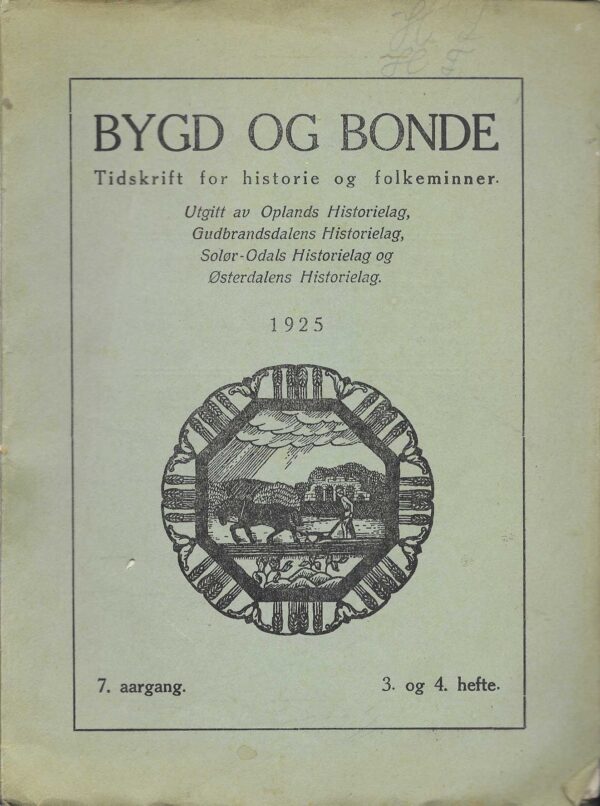 BYGD OG BONDE
Tidskrift for historie og folkeminner.
Utgitt av Oplands Historielag,
Gudbrandsdalens Historielag,
Solør-Odals Historielag og
Østerdalens Historielag.
1925
7. aargang.
3. og 4. hefte.